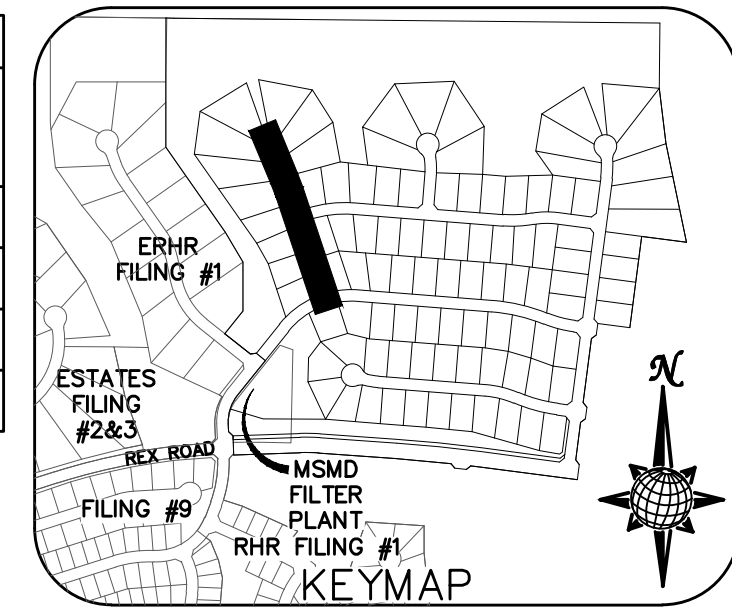 ERHR
FILING #1
ESTATES
FILING
#2&3
REX ROAD
FILING #9
MSMD
FILTER
PLANT
RHR FILING #1
N
KEYMAP